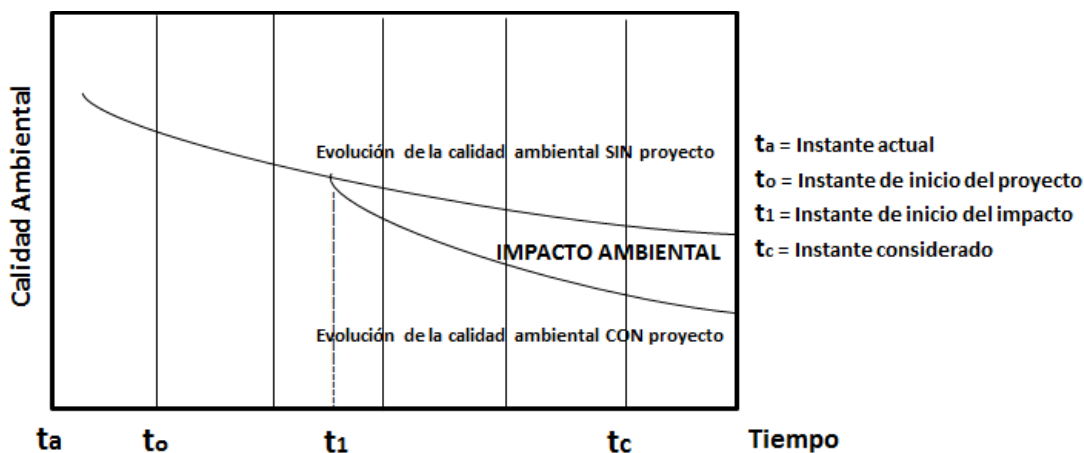 Calidad Ambiental
Evolución de la calidad ambiental SIN proyecto
IMPACTO AMBIENTAL
Evolución de la calidad ambiental CON proyecto
ta
to
t1
tc
Tiempo
ta = Instante actual
to = Instante de inicio del proyecto
t1 = Instante de inicio del impacto
tc = Instante considerado